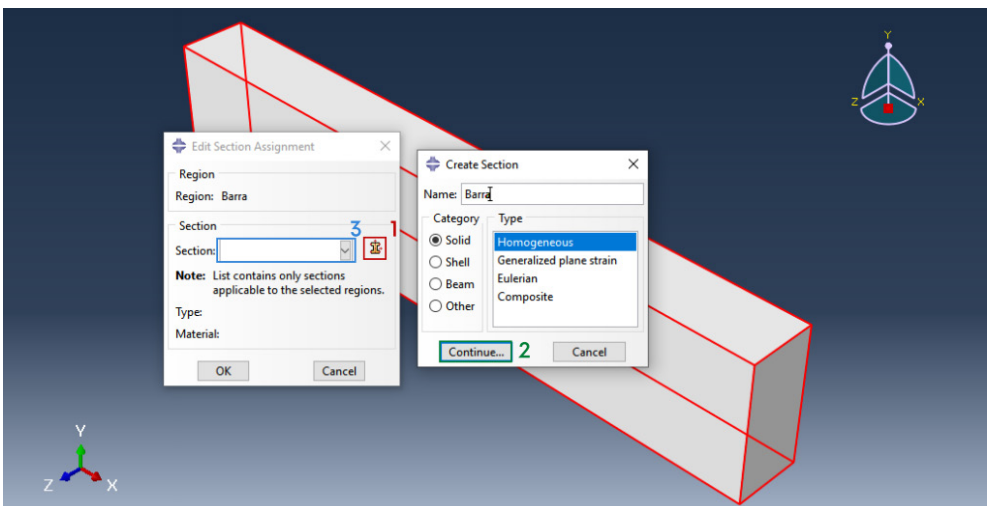 Y
Z
X
Edit Section Assignment
Region
Region: Barra
Section
3
1
Section:
Note: List contains only sections
applicable to the selected regions.
Type:
Material:
OK
Cancel
Create Section
Name: Barra
Category
Type
Solid
Homogeneous
Shell
Generalized plane strain
Beam
Eulerian
Other
Composite
Continue...
2
Cancel
Y
Z
X